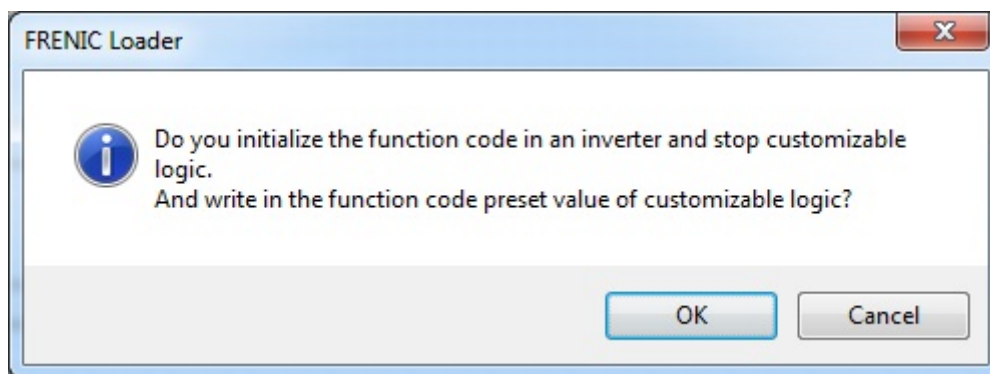 FRENIC Loader
Do you initialize the function code in an inverter and stop customizable
logic.
And write in the function code preset value of customizable logic?
OK
Cancel